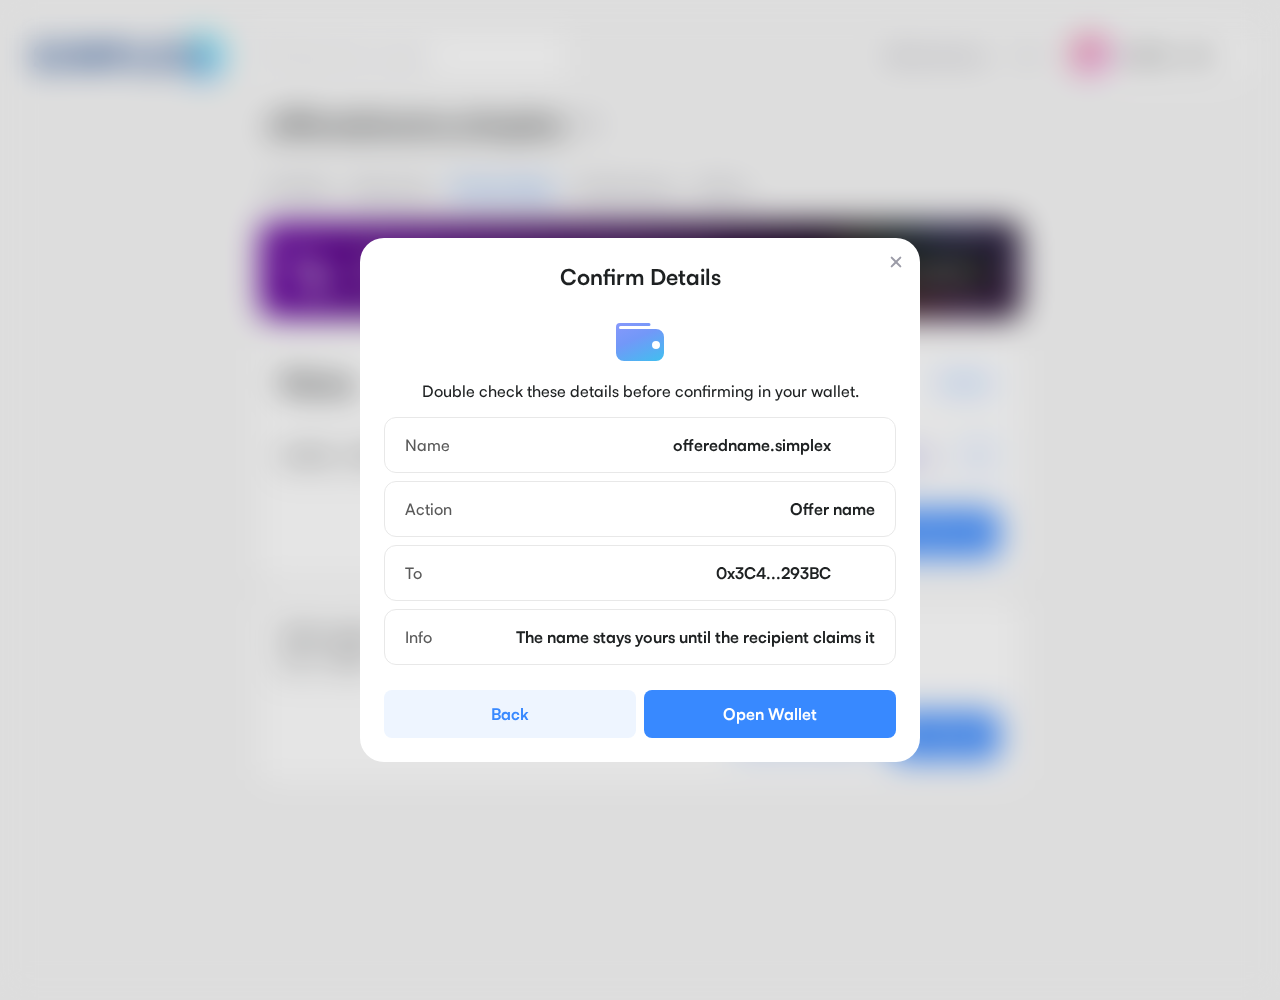 Confirm Details
Double check these details before confirming in your wallet.
Name offeredname.simplex
Action Offer name
To 0x3C4...293BC
Info The name stays yours until the recipient claims it
Back Open Wallet